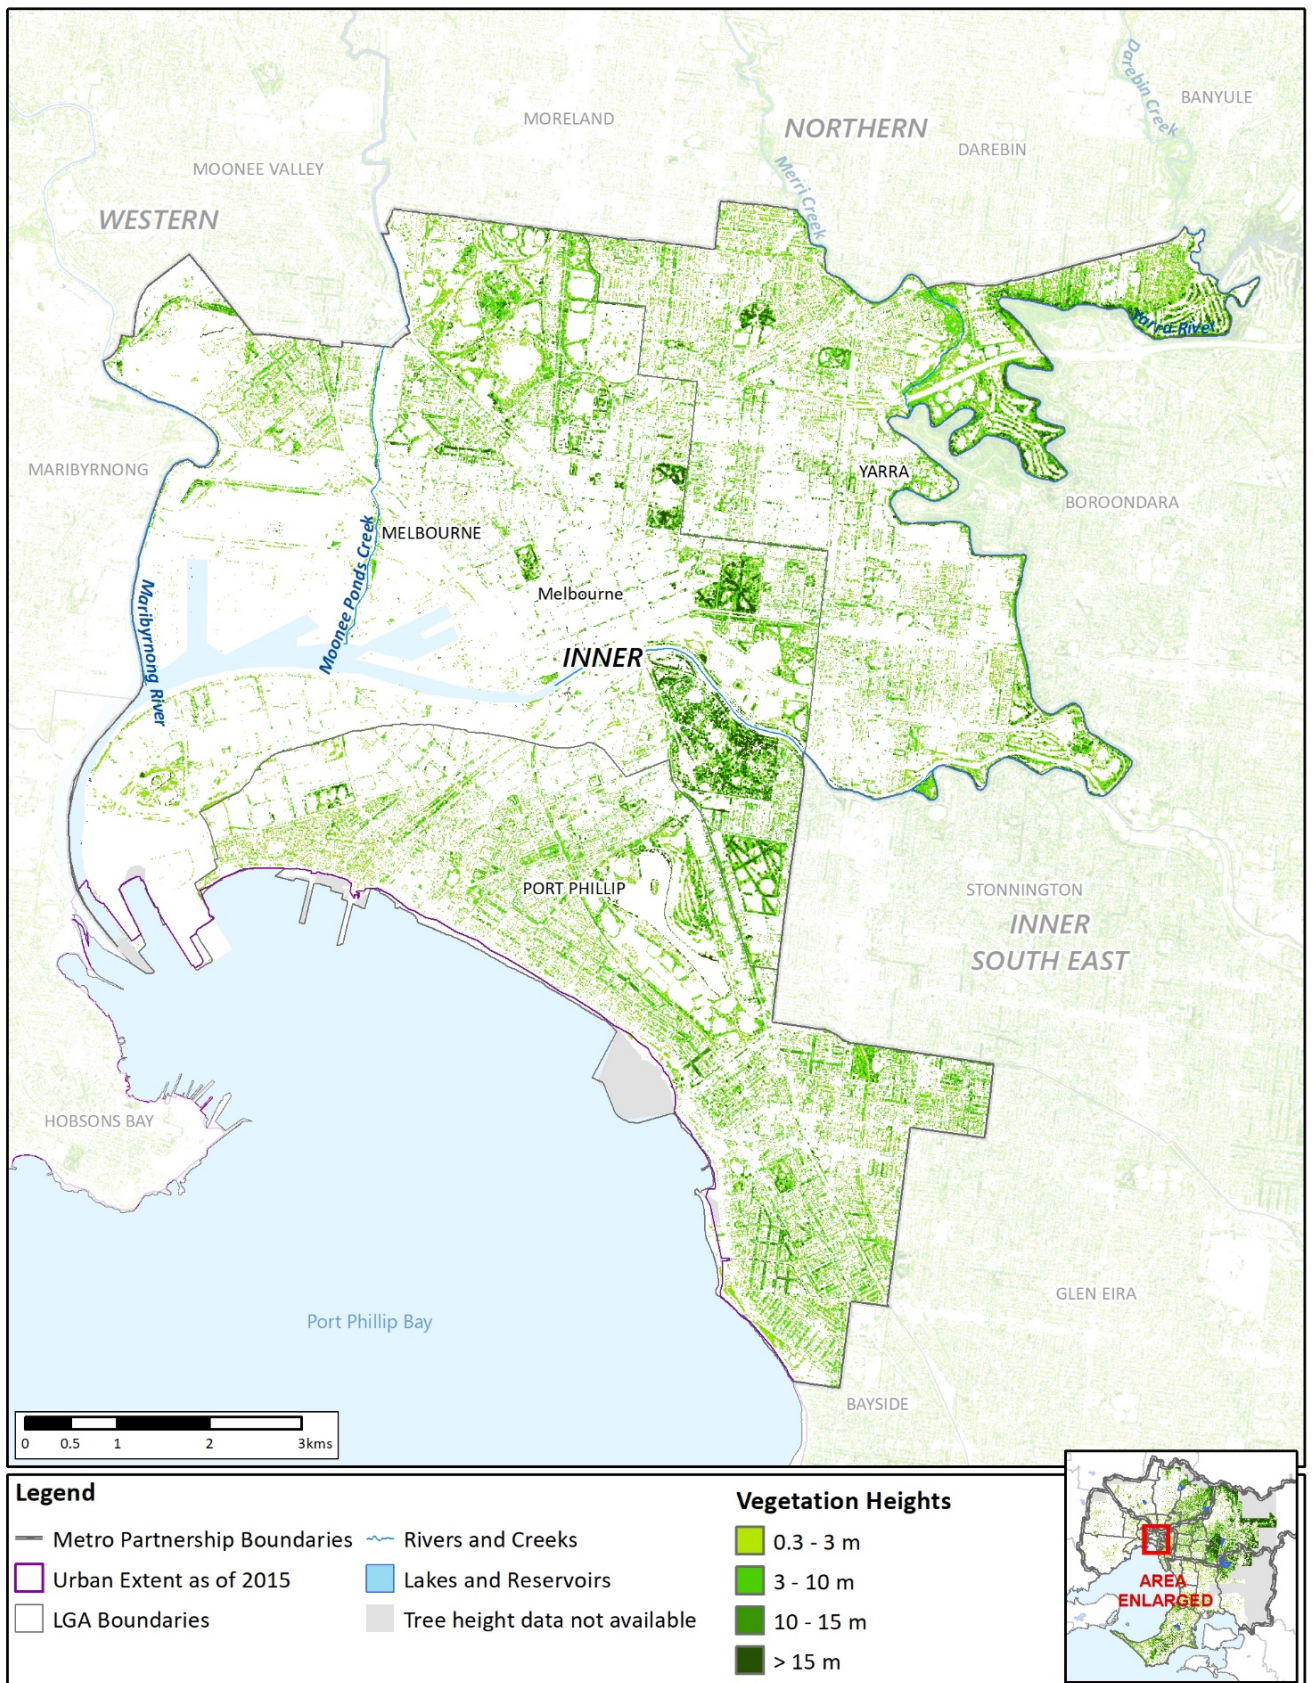 Darebin Creek
BANYULE
MORELAND
NORTHERN
DAREBIN
MOONEE VALLEY
Merri Creek
WESTERN
Yarra River
MARIBYRNONG
YARRA
BOROONDARA
MELBOURNE
Moonee Ponds Creek
Melbourne
Maribyrnong River
INNER
PORT PHILLIP
STONNINGTON
INNER
SOUTH EAST
HOBSONS BAY
GLEN EIRA
Port Phillip Bay
BAYSIDE
0 0.5 1 2 3kms
Legend
Metro Partnership Boundaries
Urban Extent as of 2015
LGA Boundaries
Rivers and Creeks
Lakes and Reservoirs
Tree height data not available
Vegetation Heights
0.3 - 3 m
3 - 10 m
10 - 15 m
> 15 m
AREA
ENLARGED